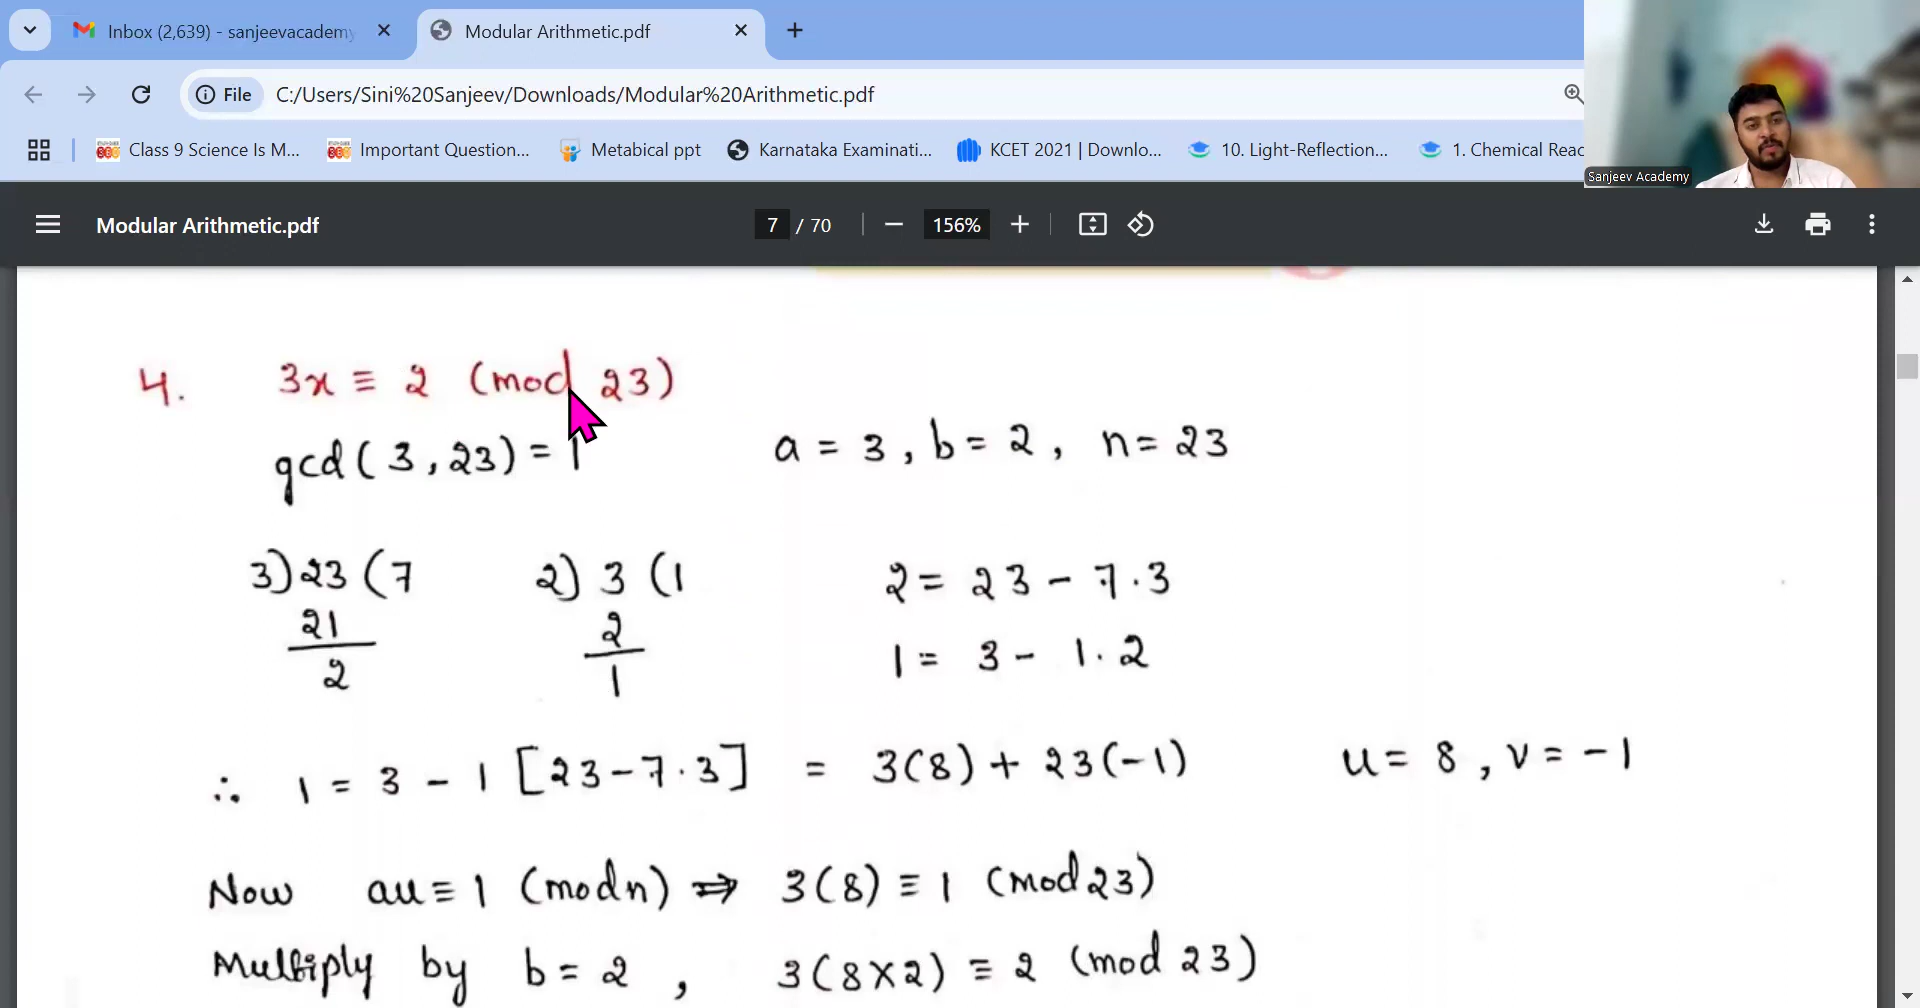 Inbox (2,639) - sanjeevacadem
Modular Arithmetic.pdf
File C:/Users/Sini%20Sanjeev/Downloads/Modular%20Arithmetic.pdf
Class 9 Science Is M... Important Question... Metabical ppt Karnataka Examinati... KCET 2021 | Downlo... 10. Light-Reflection... 1. Chemical Reac
Sanjeev Academy
Modular Arithmetic.pdf 7 / 70 156%
4. 3x ≡ 2 (mod 23)
gcd(3,23) = 1 a = 3, b = 2, n = 23
3) 23 (7 2) 3 (1 2 = 23 - 7·3
21 2
2 1 1 = 3 - 1·2
∴ 1 = 3 - 1 [23-7·3] = 3(8) + 23(-1) u = 8, v = -1
Now au ≡ 1 (mod n) ⇒ 3(8) ≡ 1 (mod 23)
Multiply by b = 2, 3(8×2) ≡ 2 (mod 23)